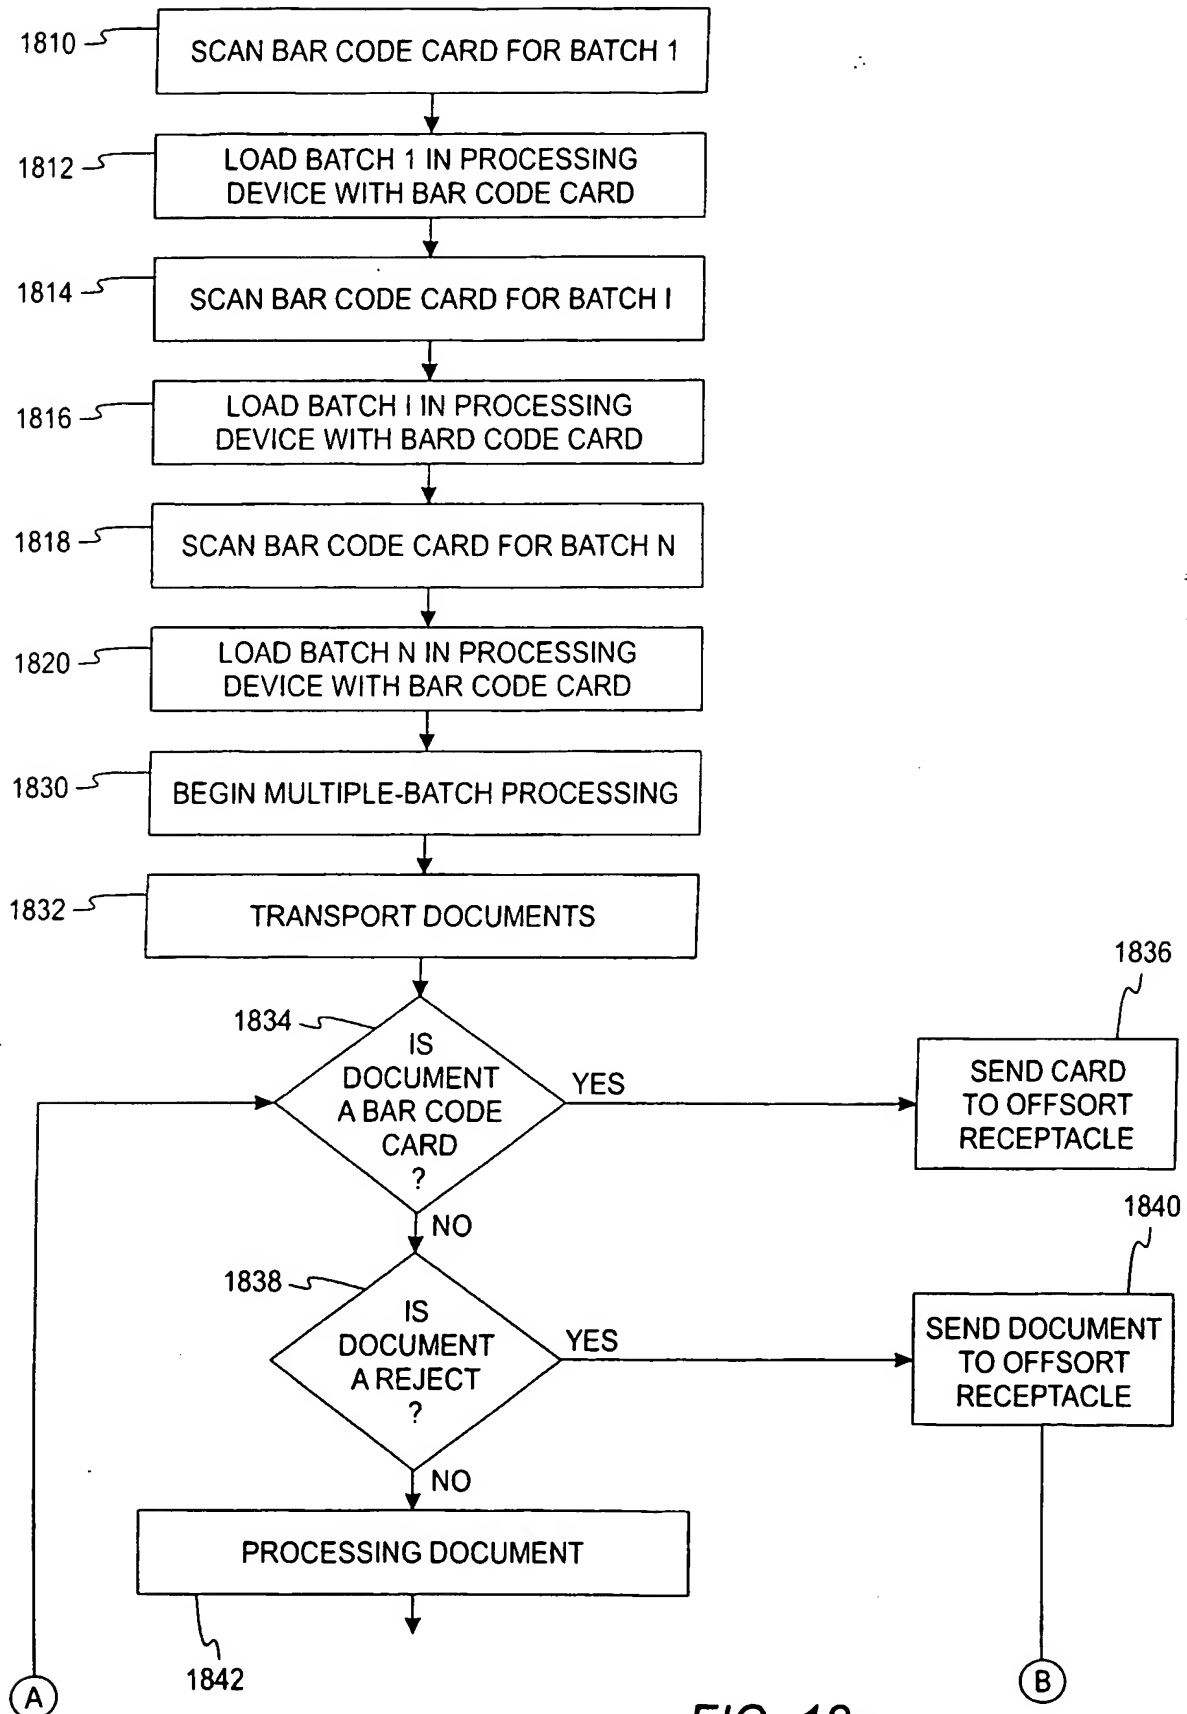 1810
SCAN BAR CODE CARD FOR BATCH 1
1812
LOAD BATCH 1 IN PROCESSING
DEVICE WITH BAR CODE CARD
1814
SCAN BAR CODE CARD FOR BATCH I
1816
LOAD BATCH I IN PROCESSING
DEVICE WITH BARD CODE CARD
1818
SCAN BAR CODE CARD FOR BATCH N
1820
LOAD BATCH N IN PROCESSING
DEVICE WITH BAR CODE CARD
1830
BEGIN MULTIPLE-BATCH PROCESSING
1832
TRANSPORT DOCUMENTS
1834
IS
DOCUMENT
A BAR CODE
CARD
?
YES
1836
SEND CARD
TO OFFSORT
RECEPTACLE
NO
1838
IS
DOCUMENT
A REJECT
?
YES
1840
SEND DOCUMENT
TO OFFSORT
RECEPTACLE
NO
PROCESSING DOCUMENT
1842
A
B